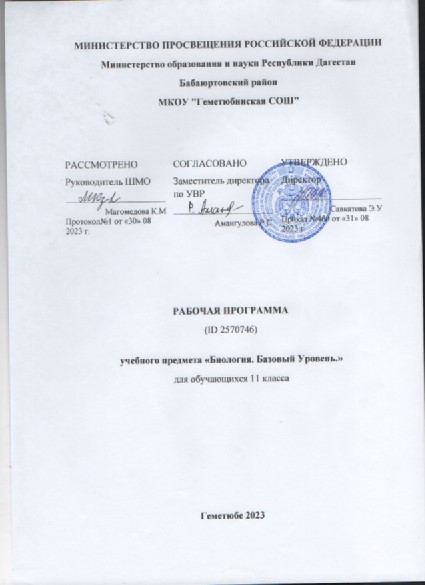 МИНИСТЕРСТВО ПРОСВЕЩЕНИЯ РОССИЙСКОЙ ФЕДЕРАЦИИ
Министерство образования и науки Республики Дагестан
Бабаюртовский район
МКОУ "Геметюбинская СОШ"
РАССМОТРЕНО
Руководитель ШМО
Магомедова К.М
Протокол№1 от «30» 08
2023 г.
СОГЛАСОВАНО
Заместитель директора
по УВР
Амангулова
УТВЕРЖДЕНО
Директор
Савкатова Э.У
Приказ от «31» 08
2023 г.
РАБОЧАЯ ПРОГРАММА
(ID 2570746)
учебного предмета «Биология. Базовый Уровень.»
для обучающихся 11 класса
Геметюбе 2023